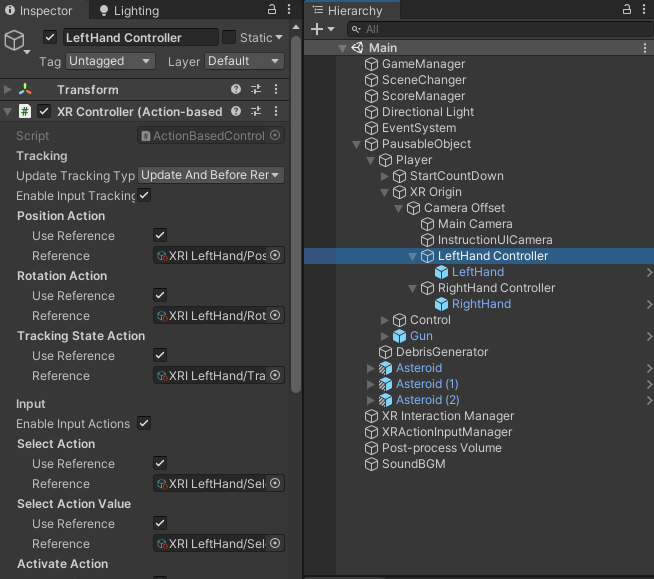 Inspector
Lighting
LeftHand Controller
Static
Tag
Untagged
Layer
Default
Transform
XR Controller (Action-based
Script
ActionBasedControl
Tracking
Update Tracking Typ
Update And Before Rer
Enable Input Tracking
Position Action
Use Reference
Reference
XRI LeftHand/Pos
Rotation Action
Use Reference
Reference
XRI LeftHand/Rot
Tracking State Action
Use Reference
Reference
XRI LeftHand/Tra
Input
Enable Input Actions
Select Action
Use Reference
Reference
XRI LeftHand/Sele
Select Action Value
Use Reference
Reference
XRI LeftHand/Sele
Activate Action
Hierarchy
All
Main
GameManager
SceneChanger
ScoreManager
Directional Light
EventSystem
PausableObject
Player
StartCountDown
XR Origin
Camera Offset
Main Camera
InstructionUICamera
LeftHand Controller
LeftHand
RightHand Controller
RightHand
Control
Gun
DebrisGenerator
Asteroid
Asteroid (1)
Asteroid (2)
XR Interaction Manager
XRActionInputManager
Post-process Volume
SoundBGM